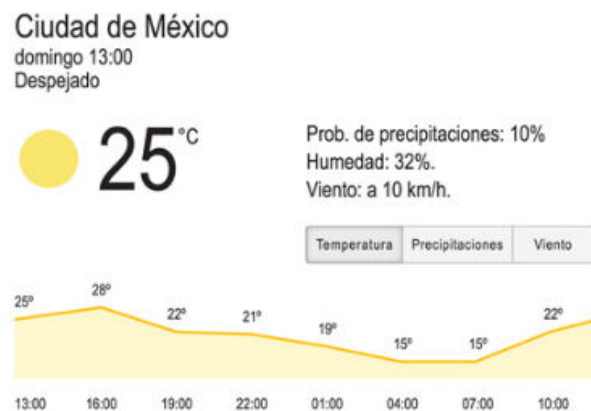 Ciudad de México
domingo 13:00
Despejado
25°C
Prob. de precipitaciones: 10%
Humedad: 32%.
Viento: a 10 km/h.
Temperatura Precipitaciones Viento
25º 28º 22º 21º 19º 15º 15º 22º
13:00 16:00 19:00 22:00 01:00 04:00 07:00 10:00